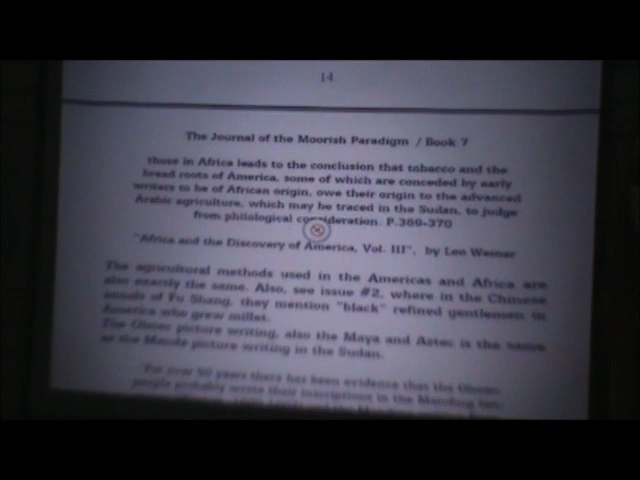 14
The Journal of the Moorish Paradigm / Book 7
those in Africa leads to the conclusion that tobacco and the
bread roots of America, some of which are conceded by early
writers to be of African origin, owe their origin to the advanced
Arabic agriculture, which may be traced in the Sudan, to judge
from philological consideration. P.369-370
"Africa and the Discovery of America, Vol. III", by Leo Weiner
The agricultural methods used in the Americas and Africa are
also exactly the same. Also, see issue #2, where in the Chinese
annals of Fu Shang, they mention "black" refined gentlemen in
America who grew millet.
The Olmec picture writing, also the Maya and Aztec is the same
as the Mande picture writing in the Sudan.
"For over 50 years there has been evidence that the Olmec
people probably wrote their inscriptions in the Manding lan-